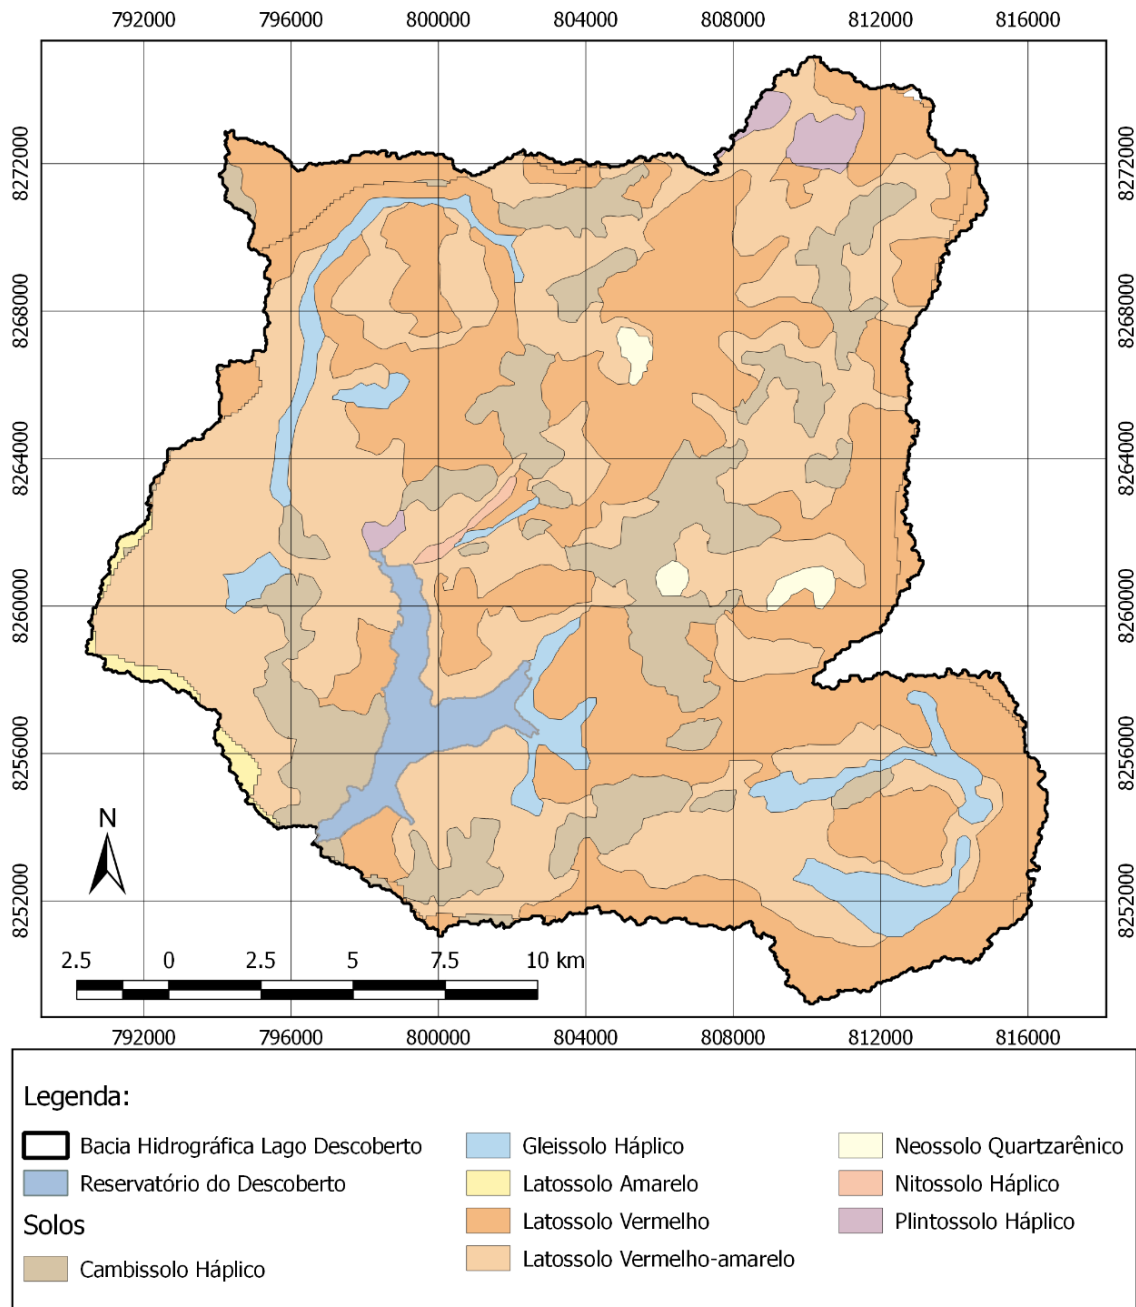 792000 796000 800000 804000 808000 812000 816000
8272000 8272000
8268000 8268000
8264000 8264000
8260000 8260000
8256000 8256000
8252000 8252000
N
2.5 0 2.5 5 7.5 10 km
792000 796000 800000 804000 808000 812000 816000
Legenda:
Bacia Hidrográfica Lago Descoberto
Reservatório do Descoberto
Solos
Cambissolo Háplico
Gleissolo Háplico
Latossolo Amarelo
Latossolo Vermelho
Latossolo Vermelho-amarelo
Neossolo Quartzarênico
Nitossolo Háplico
Plintossolo Háplico